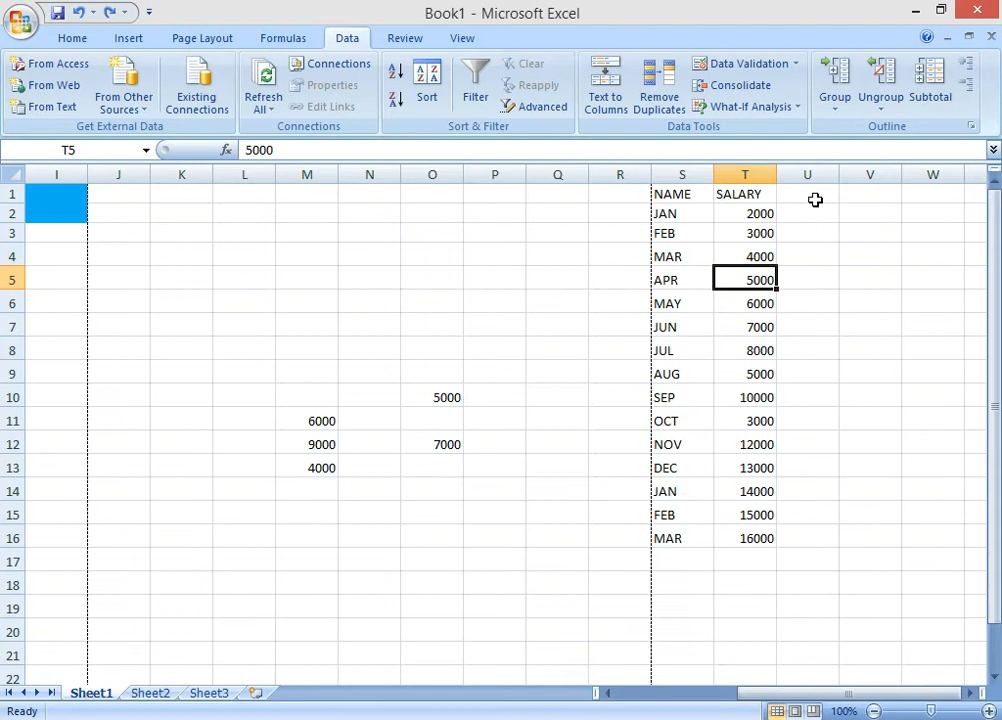 Book1 - Microsoft Excel
Home Insert Page Layout Formulas Data Review View
From Access
From Web
From Text
From Other Sources
Existing Connections
Get External Data
Refresh All
Connections
Properties
Edit Links
Connections
Sort
Filter
Clear
Reapply
Advanced
Sort & Filter
Text to Columns
Remove Duplicates
Data Validation
Consolidate
What-If Analysis
Data Tools
Group
Ungroup
Subtotal
Outline
T5 fx 5000
I J K L M N O P Q R S T U V W
1 NAME SALARY
2 JAN 2000
3 FEB 3000
4 MAR 4000
5 APR 5000
6 MAY 6000
7 JUN 7000
8 JUL 8000
9 AUG 5000
10 5000 SEP 10000
11 6000 OCT 3000
12 9000 7000 NOV 12000
13 4000 DEC 13000
14 JAN 14000
15 FEB 15000
16 MAR 16000
17
18
19
20
21
22
Sheet1 Sheet2 Sheet3
Ready 100%